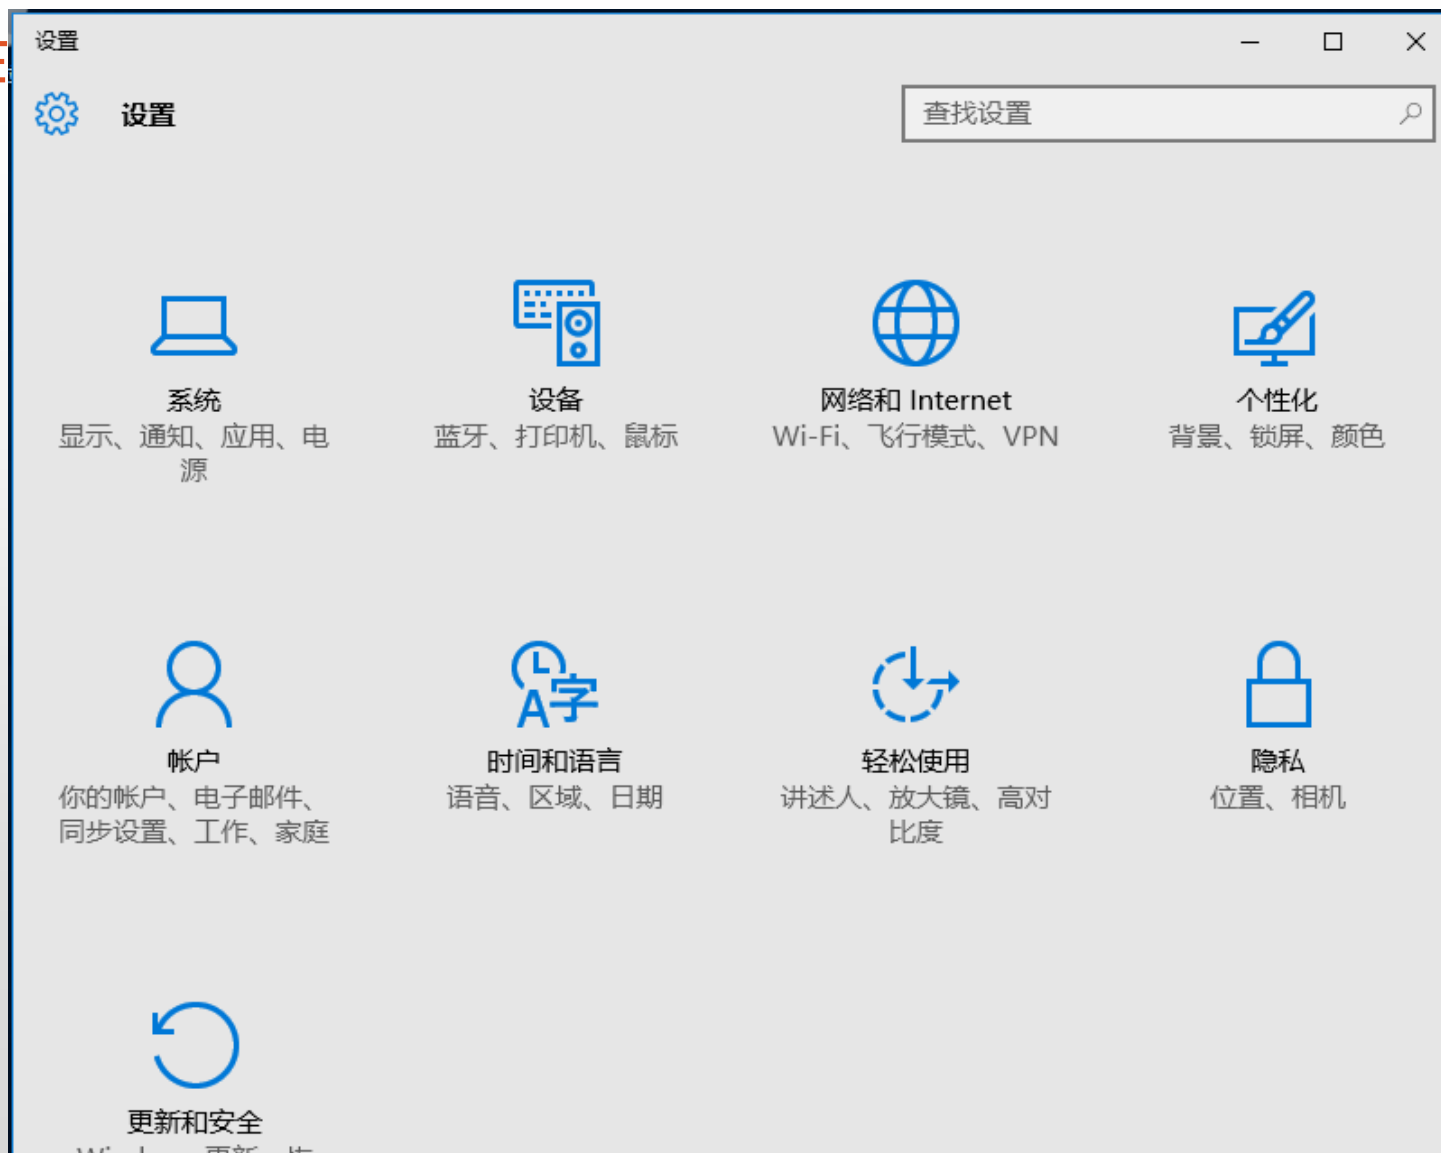 设置
设置
查找设置
系统
显示、通知、应用、电
源
设备
蓝牙、打印机、鼠标
网络和 Internet
Wi-Fi、飞行模式、VPN
个性化
背景、锁屏、颜色
帐户
你的帐户、电子邮件、
同步设置、工作、家庭
时间和语言
语音、区域、日期
轻松使用
讲述人、放大镜、高对
比度
隐私
位置、相机
更新和安全